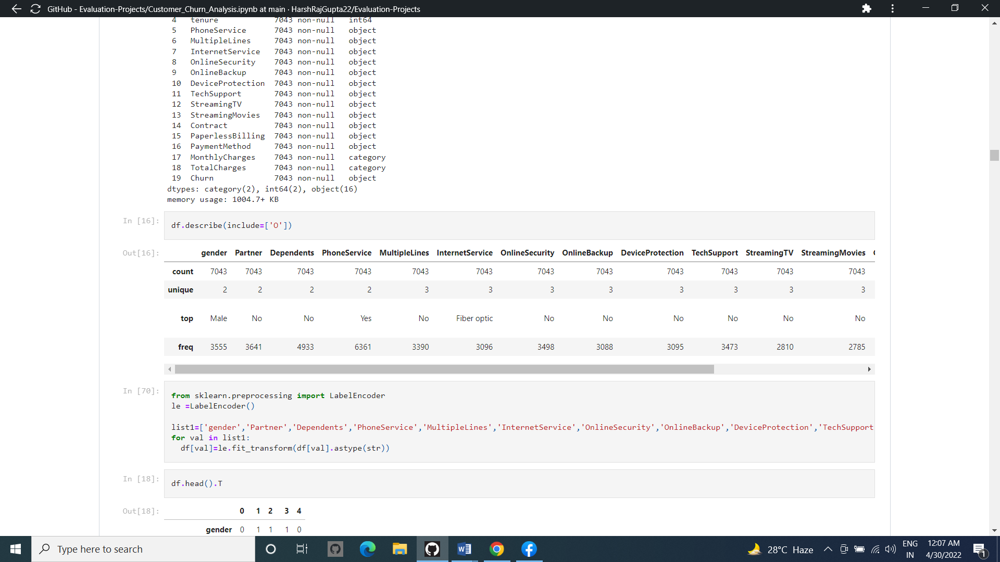 GitHub - Evaluation-Projects/Customer_Churn_Analysis.ipynb at main · HarshRajGupta22/Evaluation-Projects
4 tenure 7043 non-null int64
5 PhoneService 7043 non-null object
6 MultipleLines 7043 non-null object
7 InternetService 7043 non-null object
8 OnlineSecurity 7043 non-null object
9 OnlineBackup 7043 non-null object
10 DeviceProtection 7043 non-null object
11 TechSupport 7043 non-null object
12 StreamingTV 7043 non-null object
13 StreamingMovies 7043 non-null object
14 Contract 7043 non-null object
15 PaperlessBilling 7043 non-null object
16 PaymentMethod 7043 non-null object
17 MonthlyCharges 7043 non-null category
18 TotalCharges 7043 non-null category
19 Churn 7043 non-null object
dtypes: category(2), int64(2), object(16)
memory usage: 1004.7+ KB
In [16]: df.describe(include=['O'])
Out[16]: gender Partner Dependents PhoneService MultipleLines InternetService OnlineSecurity OnlineBackup DeviceProtection TechSupport StreamingTV StreamingMovies
count 7043 7043 7043 7043 7043 7043 7043 7043 7043 7043 7043 7043
unique 2 2 2 2 3 3 3 3 3 3 3 3
top Male No No Yes No Fiber optic No No No No No No
freq 3555 3641 4933 6361 3390 3096 3498 3088 3095 3473 2810 2785
In [70]: from sklearn.preprocessing import LabelEncoder
le =LabelEncoder()
list1=['gender','Partner','Dependents','PhoneService','MultipleLines','InternetService','OnlineSecurity','OnlineBackup','DeviceProtection','TechSupport
for val in list1:
df[val]=le.fit_transform(df[val].astype(str))
In [18]: df.head().T
Out[18]: 0 1 2 3 4
gender 0 1 1 1 0
Type here to search
28°C Haze
ENG
IN
12:07 AM
4/30/2022
1